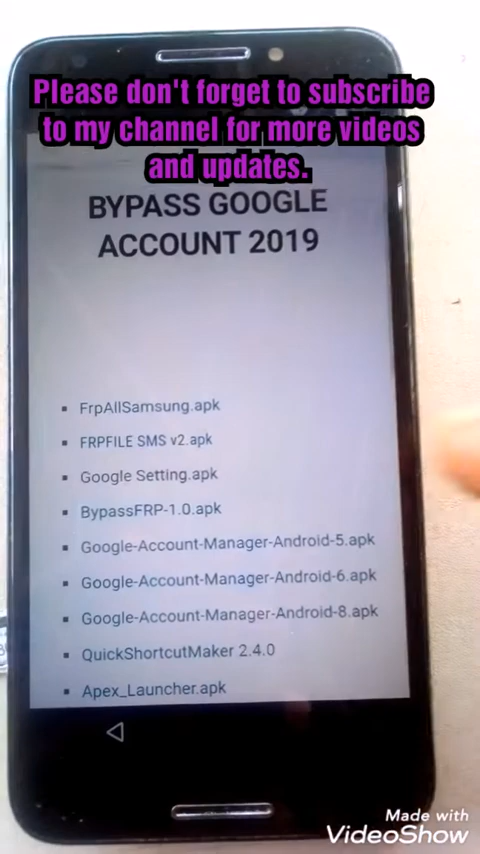 Please don't forget to subscribe
to my channel for more videos
and updates.
BYPASS GOOGLE
ACCOUNT 2019
▪ FrpAllSamsung.apk
▪ FRPFILE SMS v2.apk
▪ Google Setting.apk
▪ BypassFRP-1.0.apk
▪ Google-Account-Manager-Android-5.apk
▪ Google-Account-Manager-Android-6.apk
▪ Google-Account-Manager-Android-8.apk
▪ QuickShortcutMaker 2.4.0
▪ Apex_Launcher.apk
Made with
VideoShow